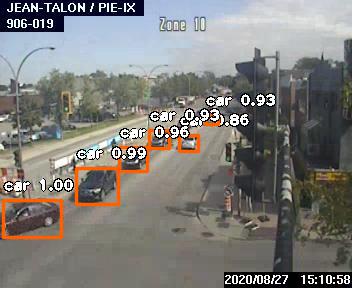 JEAN-TALON / PIE-IX
906-019
Zone 10
car 0.93
car 0.93
car 0.86
car 0.96
car 0.99
car 1.00
2020/08/27 15:10:58